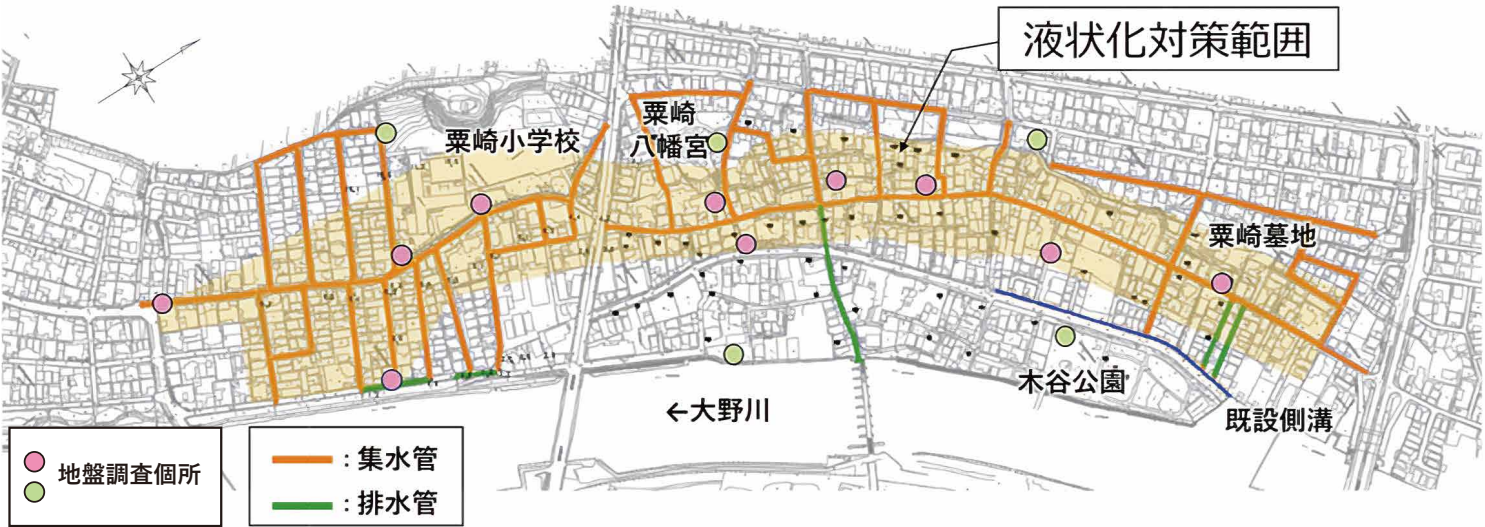 液状化対策範囲
粟崎小学校
粟崎
八幡宮
粟崎墓地
木谷公園
←大野川
既設側溝
地盤調査個所
：集水管
：排水管